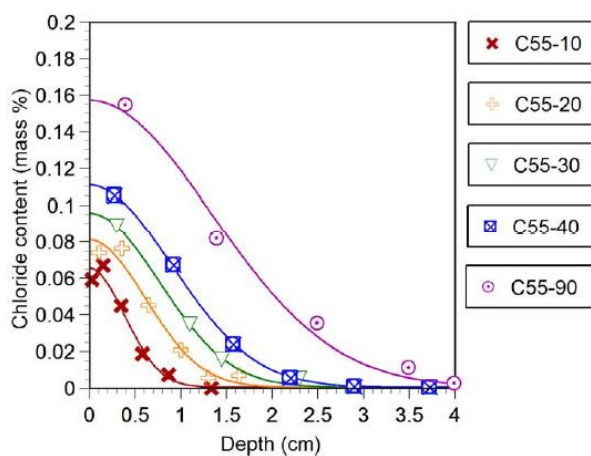 0.2
0.18
0.16
0.14
0.12
0.1
0.08
0.06
0.04
0.02
0
Chloride content (mass %)
0 0.5 1 1.5 2 2.5 3 3.5 4
Depth (cm)
C55-10
C55-20
C55-30
C55-40
C55-90